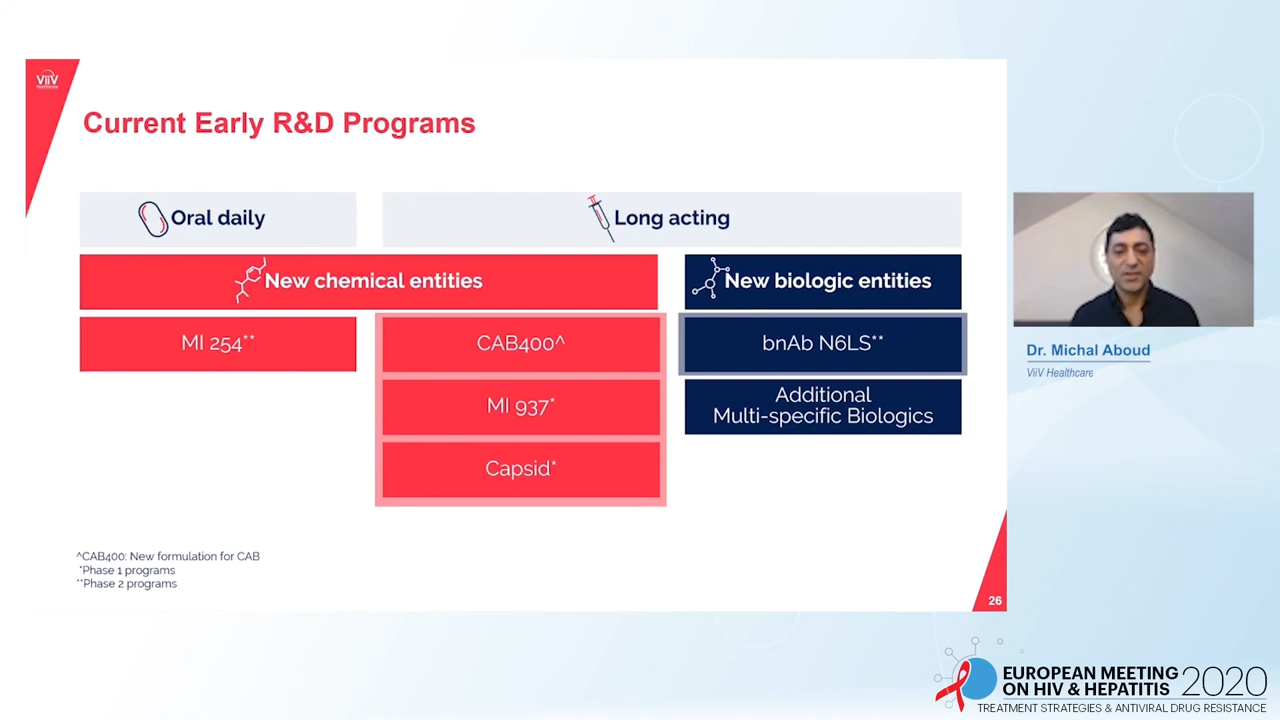 ViiV
Healthcare
Current Early R&D Programs
Oral daily
Long acting
New chemical entities
New biologic entities
MI 254**
CAB400^
bnAb N6LS**
MI 937*
Additional
Multi-specific Biologics
Capsid*
^CAB400: New formulation for CAB
*Phase 1 programs
**Phase 2 programs
26
Dr. Michal Aboud
ViiV Healthcare
EUROPEAN MEETING
ON HIV & HEPATITIS 2020
TREATMENT STRATEGIES & ANTIVIRAL DRUG RESISTANCE